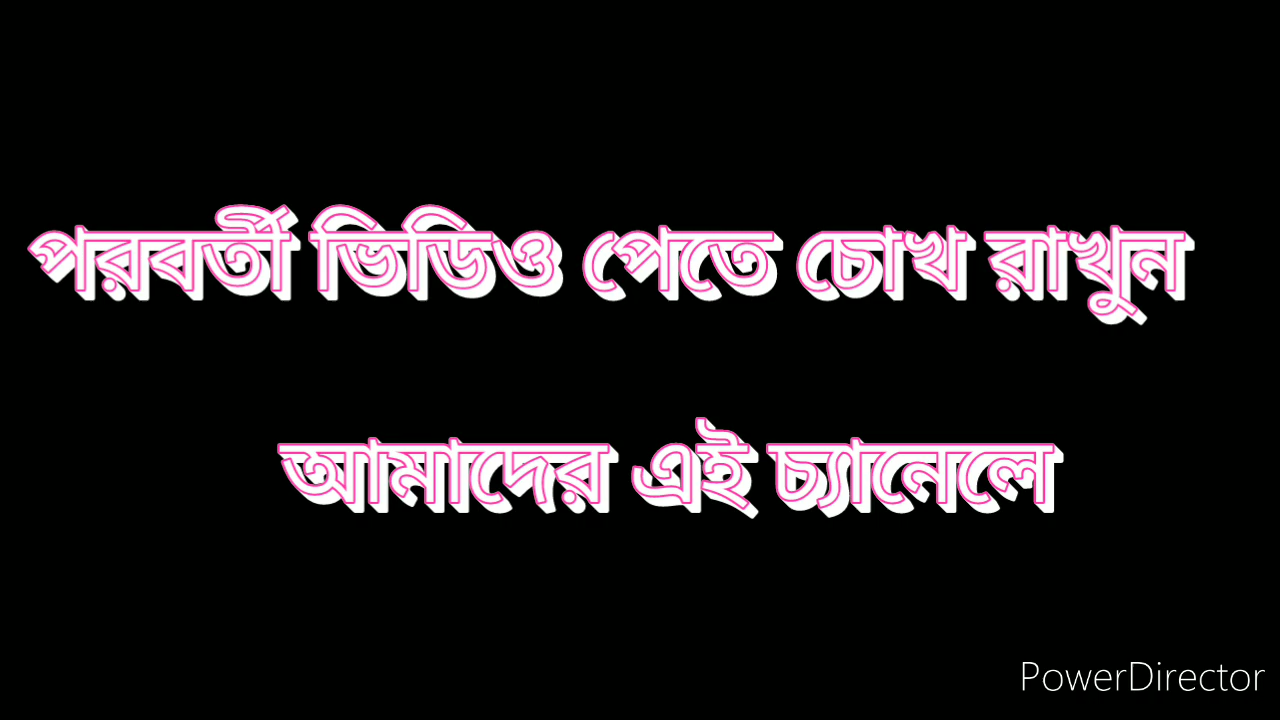 পরবর্তী ভিডিও পেতে চোখ রাখুন
আমাদের এই চ্যানেলে
PowerDirector